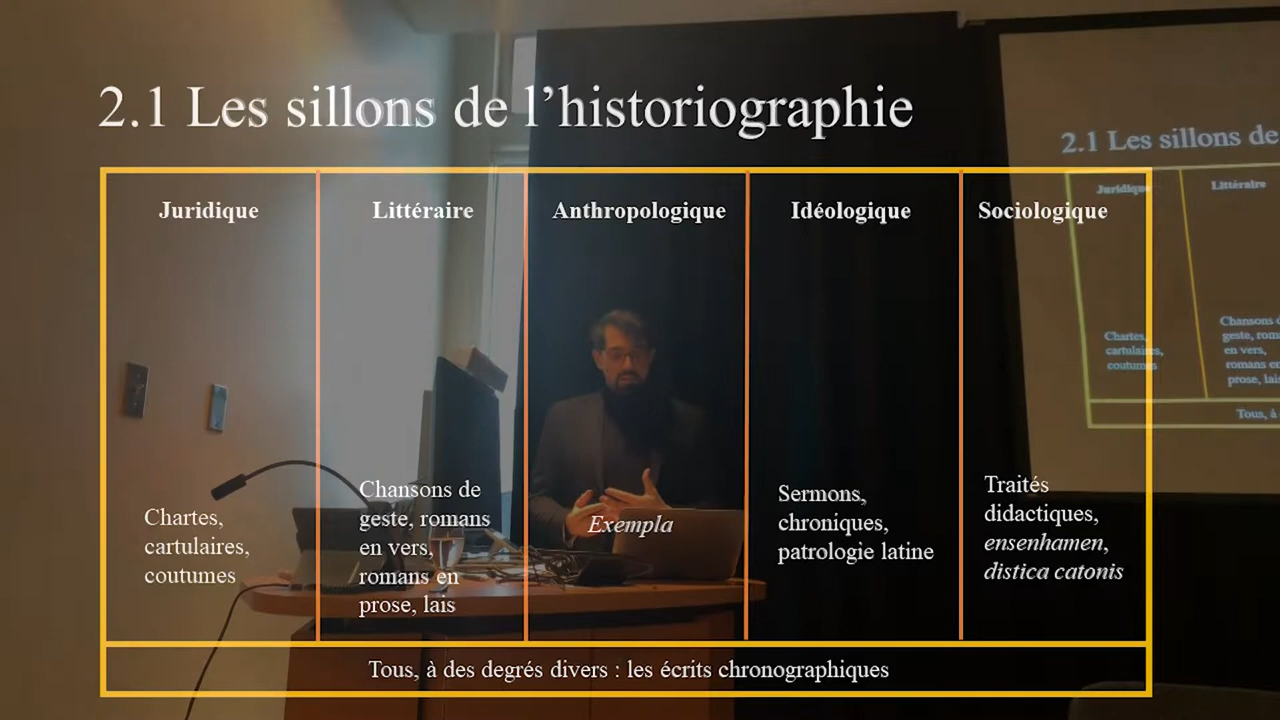 2.1 Les sillons de l’historiographie
Juridique
Littéraire
Anthropologique
Idéologique
Sociologique
Chartes,
cartulaires,
coutumes
Chansons de
geste, romans
en vers,
romans en
prose, lais
Exempla
Sermons,
chroniques,
patrologie latine
Traités
didactiques,
ensenhamen,
distica catonis
Tous, à des degrés divers : les écrits chronographiques
2.1 Les sillons de
Juridique
Littéraire
Chartes,
cartulaires,
coutumes
Chansons
geste, rom
en vers,
romans en
prose, lais
Tous, à